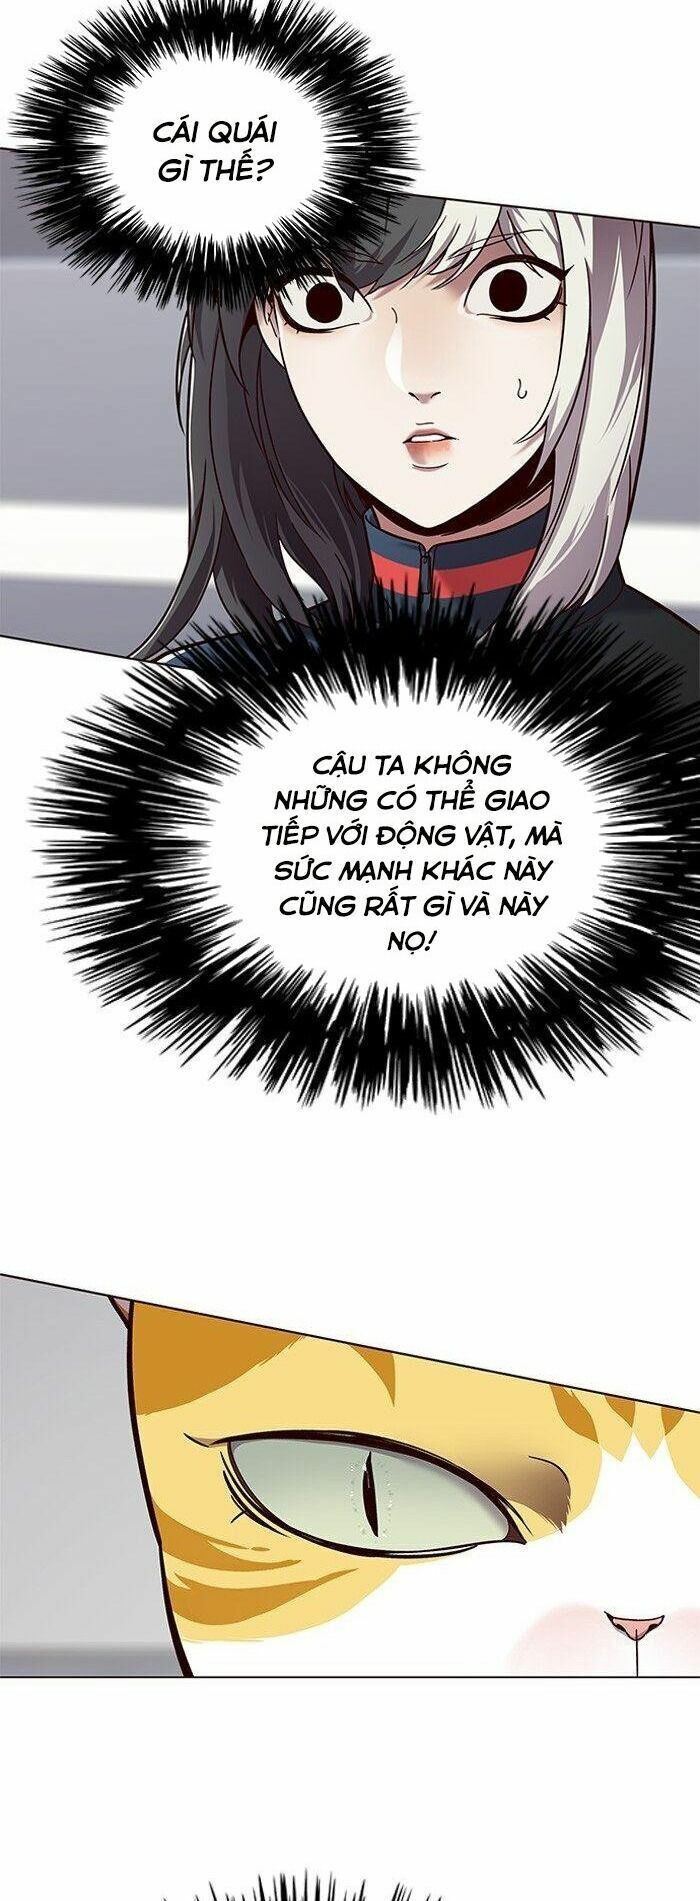 CÁI QUÁI
GÌ THẾ?
CẬU TA KHÔNG
NHỮNG CÓ THỂ GIAO
TIẾP VỚI ĐỘNG VẬT, MÀ
SỨC MẠNH KHÁC NÀY
CŨNG RẤT GÌ VÀ NÀY
NỌ!